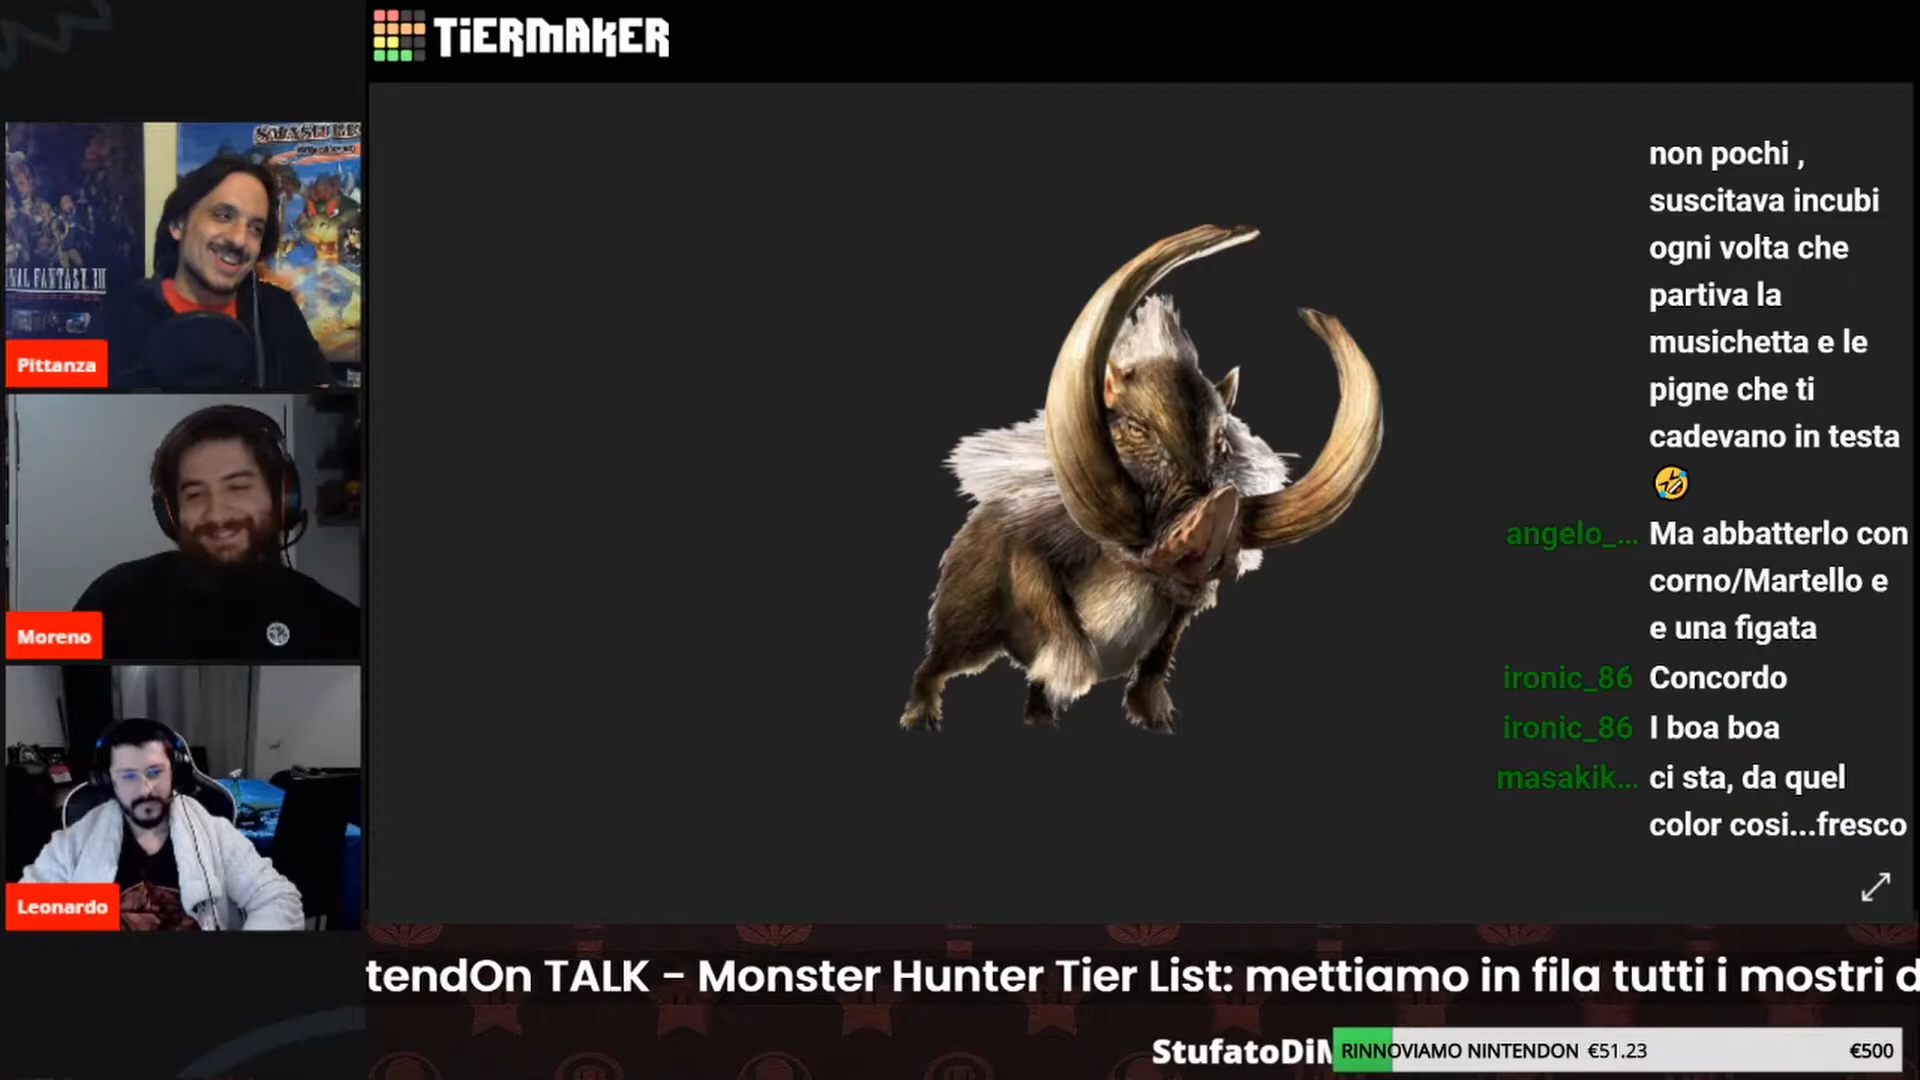 TiERMAKER
SMASH BR
FINAL FANTASY XII
Pittanza
Moreno
Leonardo
non pochi ,
suscitava incubi
ogni volta che
partiva la
musichetta e le
pigne che ti
cadevano in testa
🤣
angelo_... Ma abbatterlo con
corno/Martello e
e una figata
ironic_86 Concordo
ironic_86 I boa boa
masakik... ci sta, da quel
color cosi...fresco
tendOn TALK - Monster Hunter Tier List: mettiamo in fila tutti i mostri d
StufatoDiM
RINNOVIAMO NINTENDON €51.23 €500